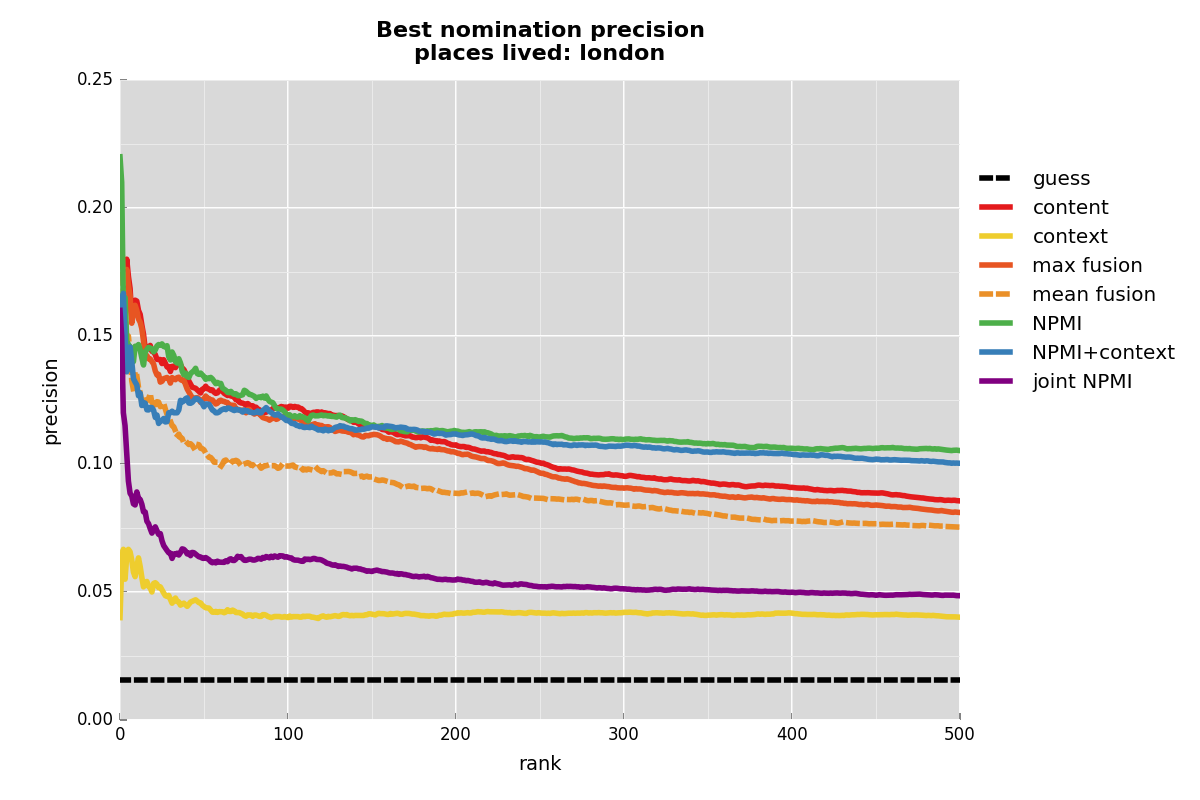 Best nomination precision
places lived: london
0.25
0.20
0.15
0.10
0.05
0.00
precision
0 100 200 300 400 500
rank
guess
content
context
max fusion
mean fusion
NPMI
NPMI+context
joint NPMI